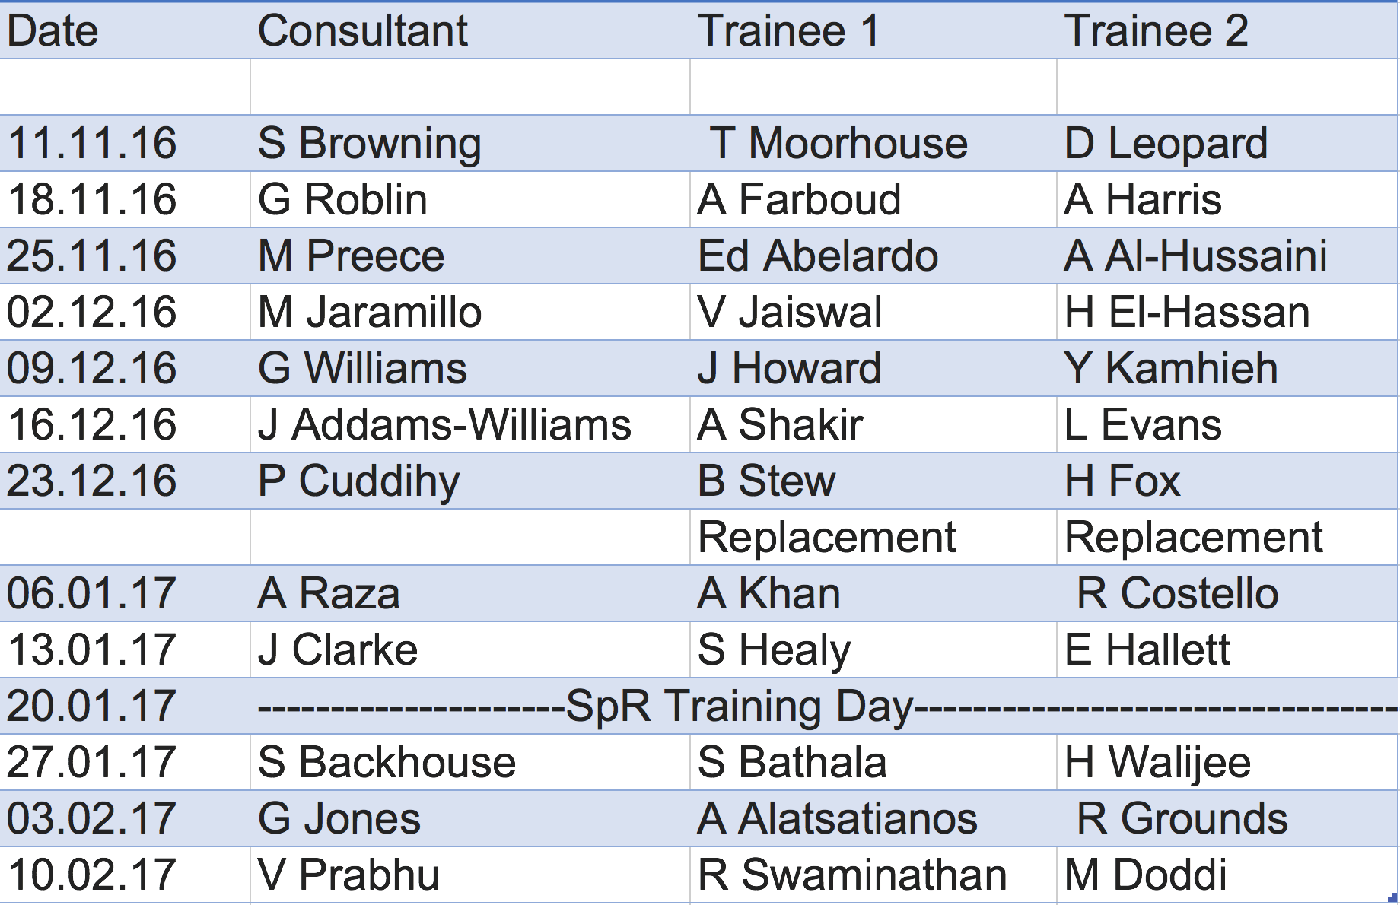 Date Consultant Trainee 1 Trainee 2
11.11.16 S Browning T Moorhouse D Leopard
18.11.16 G Roblin A Farboud A Harris
25.11.16 M Preece Ed Abelardo A Al-Hussaini
02.12.16 M Jaramillo V Jaiswal H El-Hassan
09.12.16 G Williams J Howard Y Kamhieh
16.12.16 J Addams-Williams A Shakir L Evans
23.12.16 P Cuddihy B Stew H Fox
Replacement Replacement
06.01.17 A Raza A Khan R Costello
13.01.17 J Clarke S Healy E Hallett
20.01.17 ---------------------SpR Training Day---------------------------------
27.01.17 S Backhouse S Bathala H Walijee
03.02.17 G Jones A Alatsatianos R Grounds
10.02.17 V Prabhu R Swaminathan M Doddi